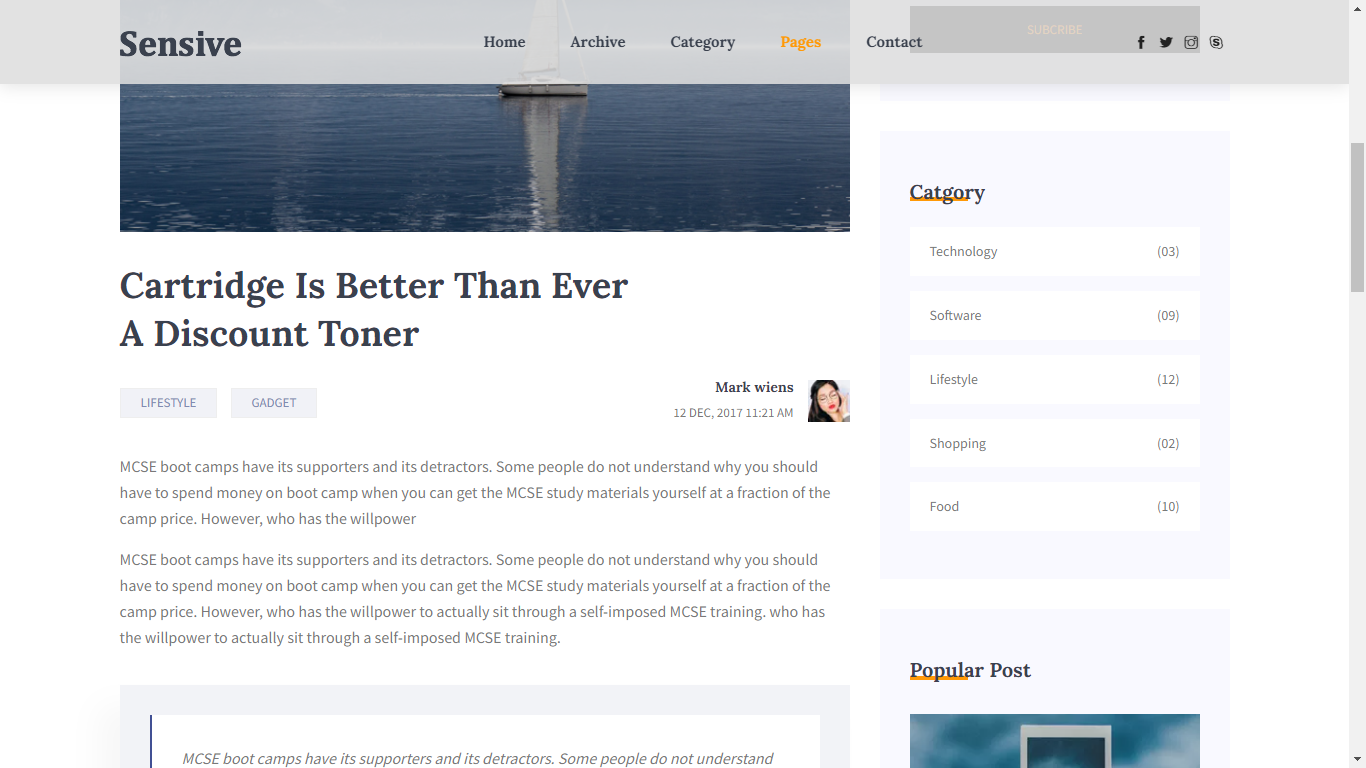 Sensive
Home
Archive
Category
Pages
Contact
SUBCRIBE
Cartridge Is Better Than Ever
A Discount Toner
LIFESTYLE
GADGET
Mark wiens
12 DEC, 2017 11:21 AM
MCSE boot camps have its supporters and its detractors. Some people do not understand why you should
have to spend money on boot camp when you can get the MCSE study materials yourself at a fraction of the
camp price. However, who has the willpower
MCSE boot camps have its supporters and its detractors. Some people do not understand why you should
have to spend money on boot camp when you can get the MCSE study materials yourself at a fraction of the
camp price. However, who has the willpower to actually sit through a self-imposed MCSE training. who has
the willpower to actually sit through a self-imposed MCSE training.
MCSE boot camps have its supporters and its detractors. Some people do not understand
Catgory
Technology (03)
Software (09)
Lifestyle (12)
Shopping (02)
Food (10)
Popular Post